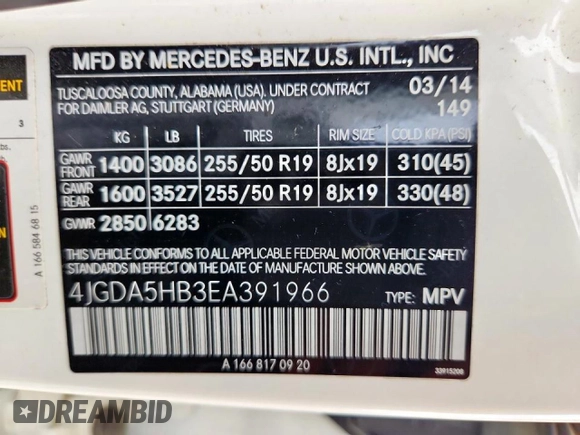 MFD BY MERCEDES-BENZ U.S. INTL., INC
TUSCALOOSA COUNTY, ALABAMA (USA). UNDER CONTRACT 03/14
FOR DAIMLER AG, STUTTGART (GERMANY) 149
KG LB TIRES RIM SIZE COLD KPA (PSI)
GAWR FRONT 1400 3086 255/50 R19 8Jx19 310(45)
GAWR REAR 1600 3527 255/50 R19 8Jx19 330(48)
GVWR 2850 6283
THIS VEHICLE CONFORMS TO ALL APPLICABLE FEDERAL MOTOR VEHICLE SAFETY
STANDARDS IN EFFECT ON THE DATE OF MANUFACTURE SHOWN ABOVE.
4JGDA5HB3EA391966 TYPE: MPV
A 166 817 09 20
33915208
A 166 584 68 15
3
DREAMBID